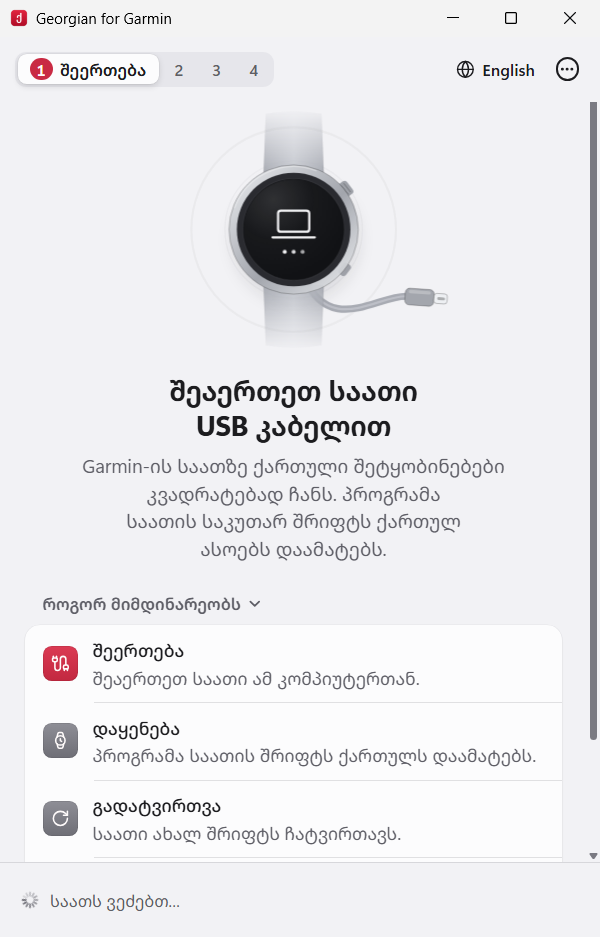 Georgian for Garmin
1 შეერთება 2 3 4 English
შეაერთეთ საათი
USB კაბელით
Garmin-ის საათზე ქართული შეტყობინებები
კვადრატებად ჩანს. პროგრამა
საათის საკუთარ შრიფტს ქართულ
ასოებს დაამატებს.
როგორ მიმდინარეობს
შეერთება
შეაერთეთ საათი ამ კომპიუტერთან.
დაყენება
პროგრამა საათის შრიფტს ქართულს დაამატებს.
გადატვირთვა
საათი ახალ შრიფტს ჩატვირთავს.
საათს ვეძებთ...